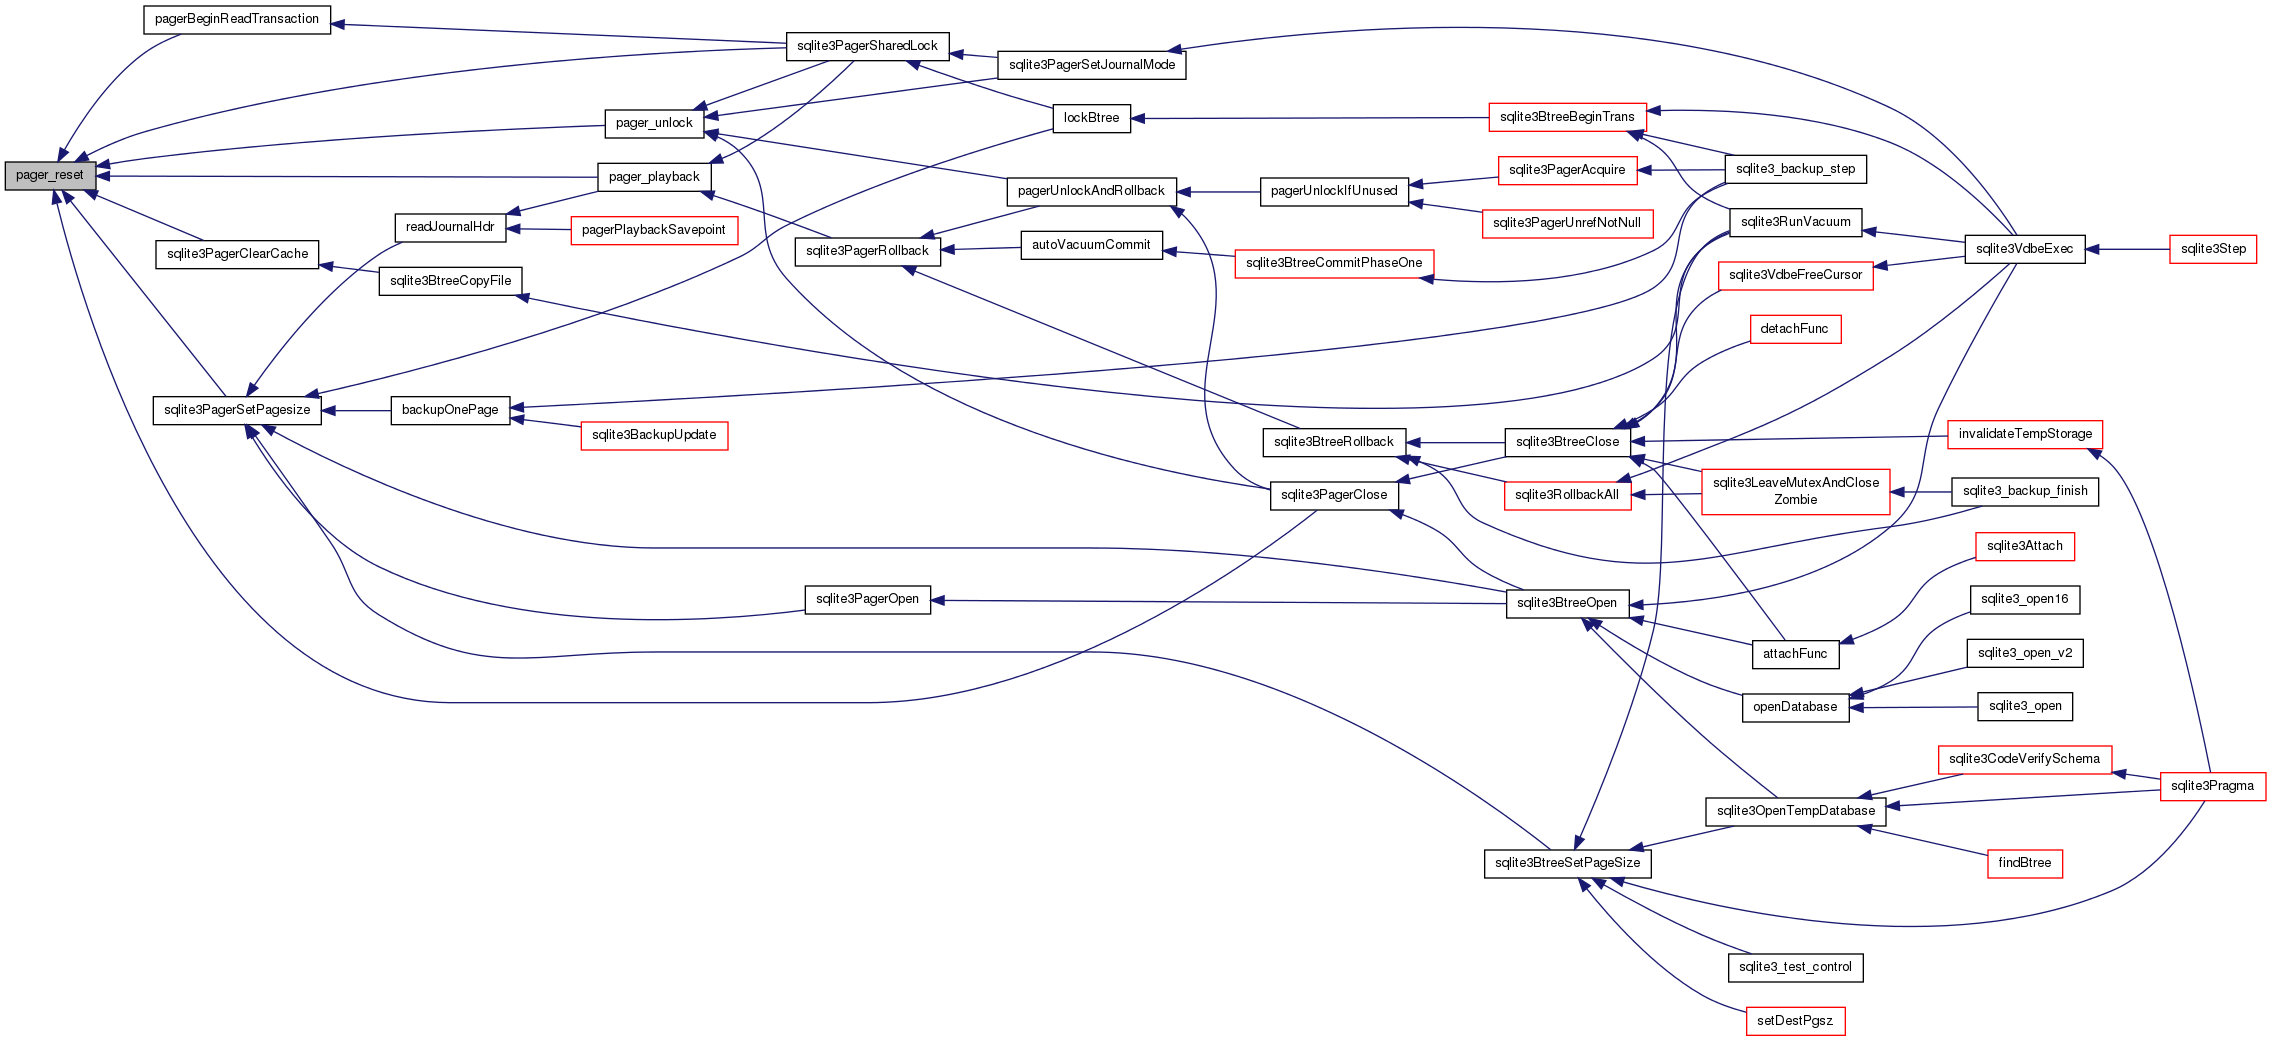 pager_reset
pagerBeginReadTransaction
sqlite3PagerSharedLock
pager_unlock
pager_playback
sqlite3PagerClearCache
sqlite3PagerSetPagesize
sqlite3PagerClose
sqlite3PagerSetJournalMode
lockBtree
sqlite3VdbeExec
sqlite3Step
sqlite3BtreeBeginTrans
sqlite3_backup_step
sqlite3RunVacuum
pagerUnlockAndRollback
pagerUnlockIfUnused
sqlite3PagerAcquire
sqlite3PagerUnrefNotNull
readJournalHdr
pagerPlaybackSavepoint
sqlite3PagerRollback
autoVacuumCommit
sqlite3BtreeCommitPhaseOne
sqlite3BtreeCopyFile
sqlite3VdbeFreeCursor
detachFunc
backupOnePage
sqlite3BackupUpdate
sqlite3BtreeRollback
sqlite3BtreeClose
invalidateTempStorage
sqlite3RollbackAll
sqlite3LeaveMutexAndClose
Zombie
sqlite3_backup_finish
sqlite3Attach
sqlite3PagerOpen
sqlite3BtreeOpen
sqlite3_open16
attachFunc
sqlite3_open_v2
openDatabase
sqlite3_open
sqlite3CodeVerifySchema
sqlite3Pragma
sqlite3OpenTempDatabase
sqlite3BtreeSetPageSize
findBtree
sqlite3_test_control
setDestPgsz